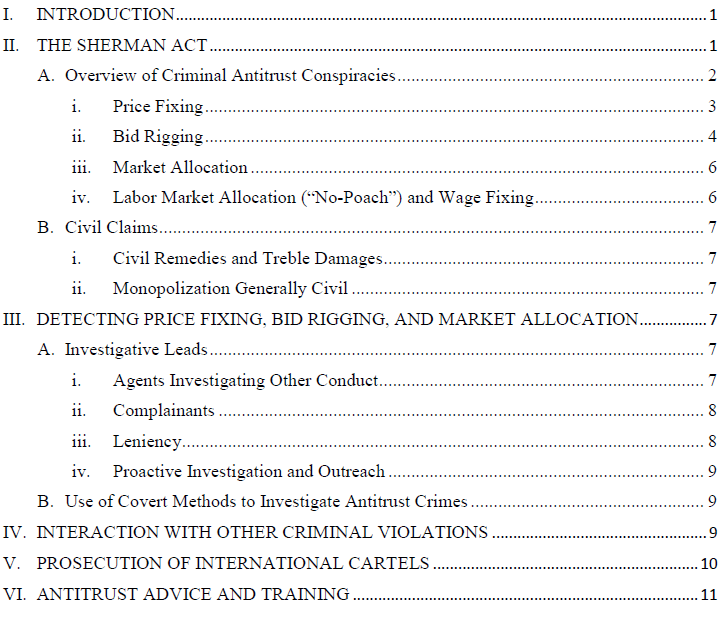 I. INTRODUCTION.....1
II. THE SHERMAN ACT.....1
A. Overview of Criminal Antitrust Conspiracies.....2
i. Price Fixing.....3
ii. Bid Rigging.....4
iii. Market Allocation.....6
iv. Labor Market Allocation (“No-Poach”) and Wage Fixing.....6
B. Civil Claims.....7
i. Civil Remedies and Treble Damages.....7
ii. Monopolization Generally Civil.....7
III. DETECTING PRICE FIXING, BID RIGGING, AND MARKET ALLOCATION.....7
A. Investigative Leads.....7
i. Agents Investigating Other Conduct.....7
ii. Complainants.....8
iii. Leniency.....8
iv. Proactive Investigation and Outreach.....9
B. Use of Covert Methods to Investigate Antitrust Crimes.....9
IV. INTERACTION WITH OTHER CRIMINAL VIOLATIONS.....9
V. PROSECUTION OF INTERNATIONAL CARTELS.....10
VI. ANTITRUST ADVICE AND TRAINING.....11